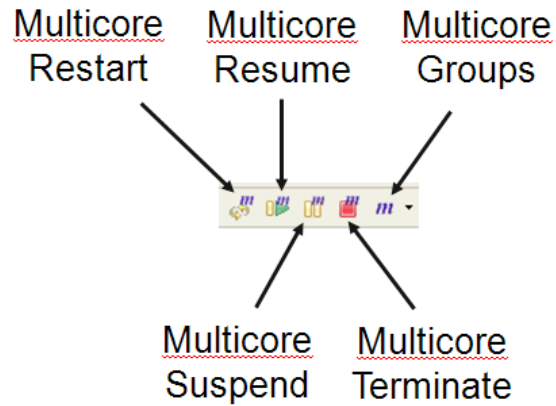 Multicore
Restart
Multicore
Resume
Multicore
Groups
m
m
m
m
m
Multicore
Suspend
Multicore
Terminate